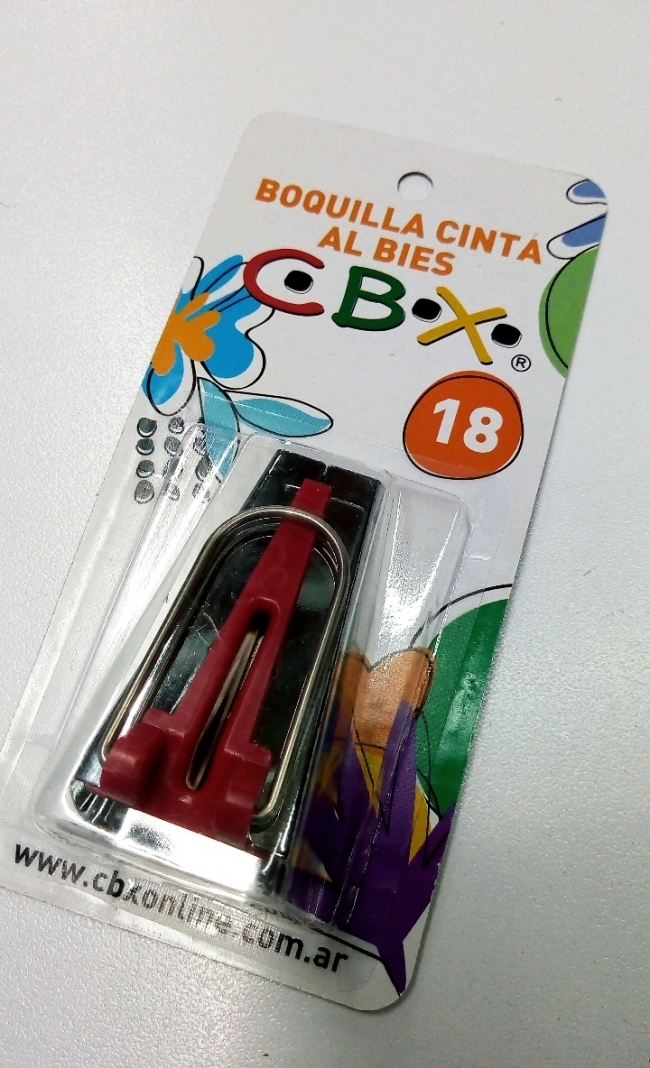 BOQUILLA CINTA
AL BIES
C•B•X•®
18
www.cbxonline.com.ar